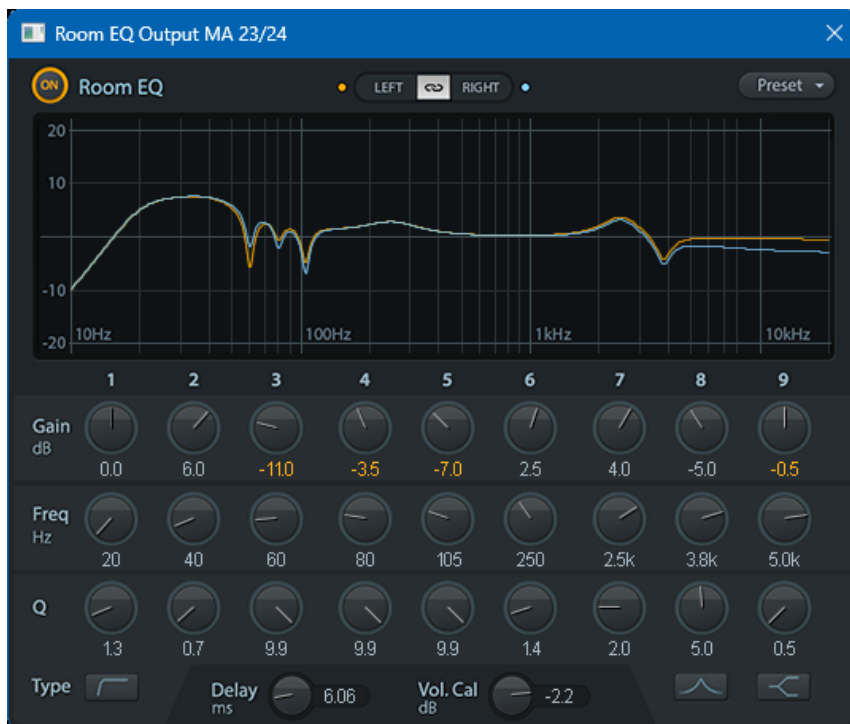 Room EQ Output MA 23/24
ON Room EQ LEFT RIGHT Preset
20
10
-10
-20 10Hz 100Hz 1kHz 10kHz
1 2 3 4 5 6 7 8 9
Gain
dB
0.0 6.0 -11.0 -3.5 -7.0 2.5 4.0 -5.0 -0.5
Freq
Hz
20 40 60 80 105 250 2.5k 3.8k 5.0k
Q
1.3 0.7 9.9 9.9 9.9 1.4 2.0 5.0 0.5
Type Delay 6.06 Vol. Cal -2.2
ms dB